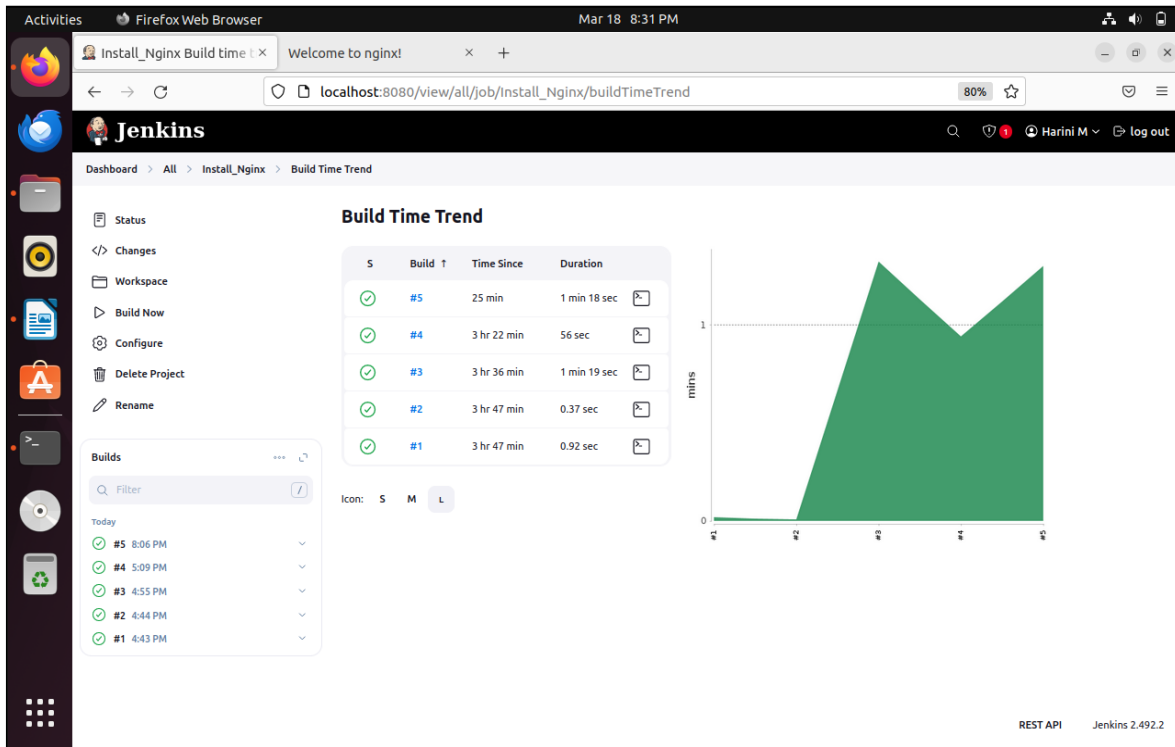 Activities Firefox Web Browser Mar 18 8:31 PM
Install_Nginx Build time t × Welcome to nginx! × +
localhost:8080/view/all/job/Install_Nginx/buildTimeTrend 80%
Jenkins 1 Harini M log out
Dashboard > All > Install_Nginx > Build Time Trend
Status
Changes
Workspace
Build Now
Configure
Delete Project
Rename
Builds
Filter /
Today
#5 8:06 PM
#4 5:09 PM
#3 4:55 PM
#2 4:44 PM
#1 4:43 PM
Build Time Trend
S Build ↑ Time Since Duration
#5 25 min 1 min 18 sec
#4 3 hr 22 min 56 sec
#3 3 hr 36 min 1 min 19 sec
#2 3 hr 47 min 0.37 sec
#1 3 hr 47 min 0.92 sec
Icon: S M L
mins
1
0
#1 #2 #3 #4 #5
REST API Jenkins 2.492.2